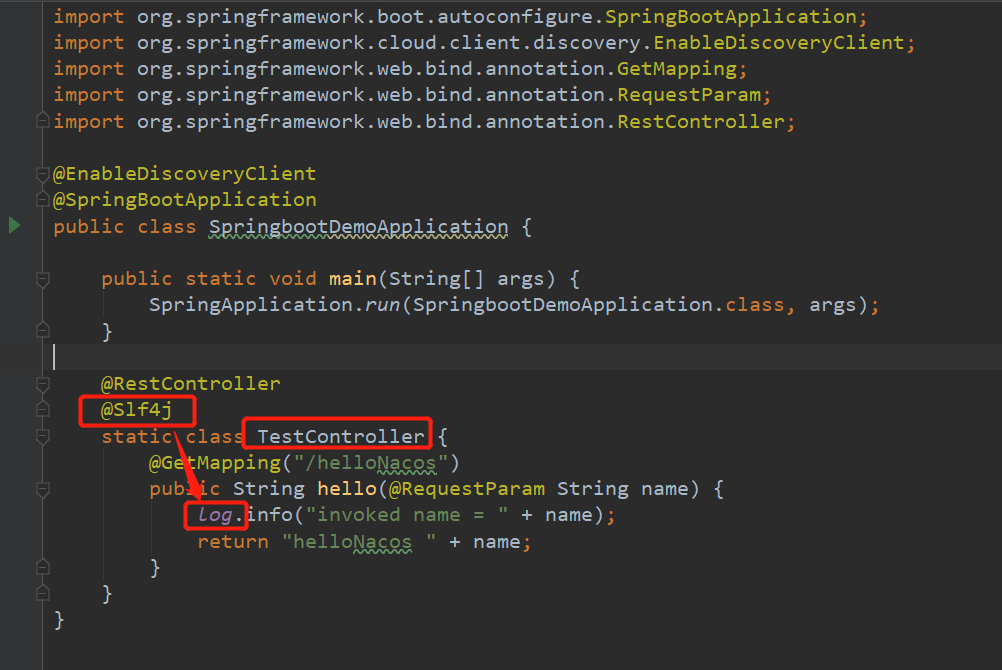 import org.springframework.boot.autoconfigure.SpringBootApplication;
import org.springframework.cloud.client.discovery.EnableDiscoveryClient;
import org.springframework.web.bind.annotation.GetMapping;
import org.springframework.web.bind.annotation.RequestParam;
import org.springframework.web.bind.annotation.RestController;
@EnableDiscoveryClient
@SpringBootApplication
public class SpringbootDemoApplication {
public static void main(String[] args) {
SpringApplication.run(SpringbootDemoApplication.class, args);
}
@RestController
@Slf4j
static class TestController {
@GetMapping("/helloNacos")
public String hello(@RequestParam String name) {
log.info("invoked name = " + name);
return "helloNacos " + name;
}
}
}